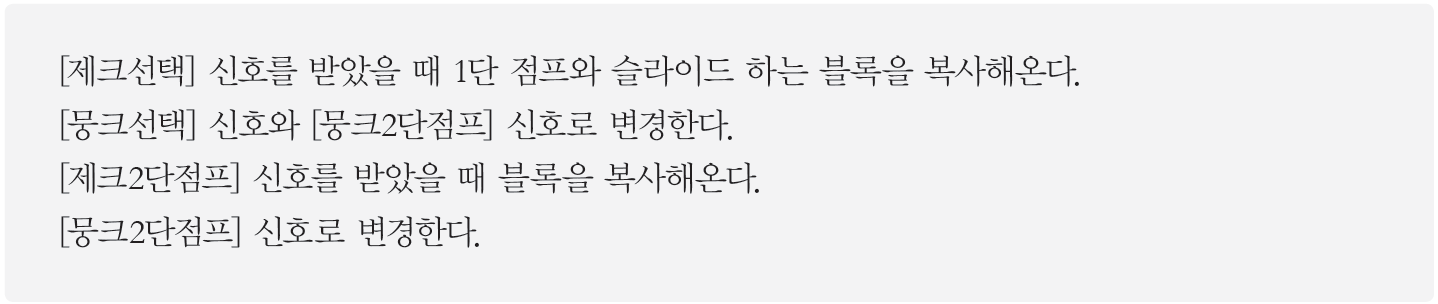 [제크선택] 신호를 받았을 때 1단 점프와 슬라이드 하는 블록을 복사해온다.
[뭉크선택] 신호와 [뭉크2단점프] 신호로 변경한다.
[제크2단점프] 신호를 받았을 때 블록을 복사해온다.
[뭉크2단점프] 신호로 변경한다.